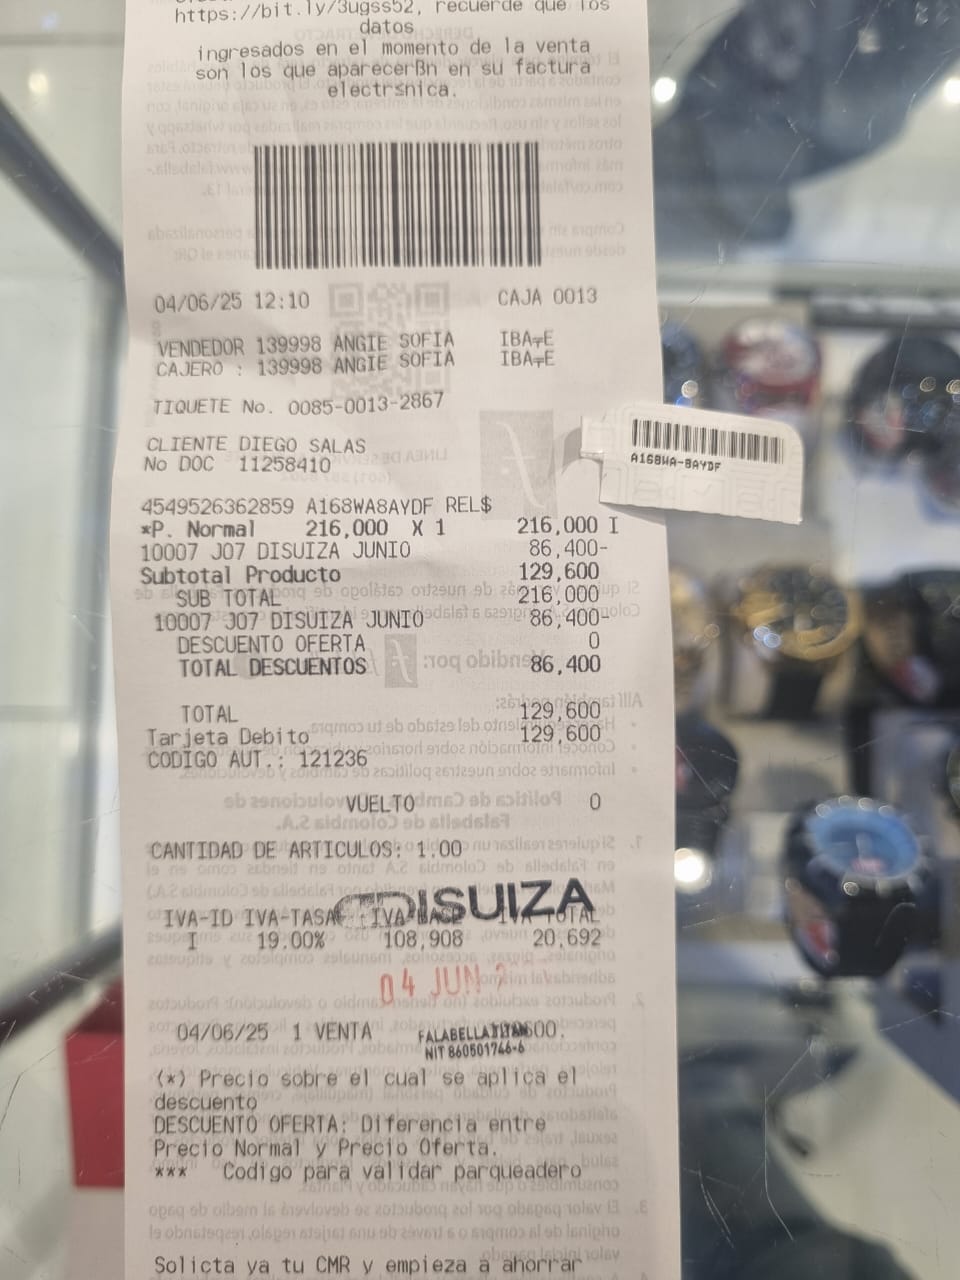 https://bit.ly/3ugss52, recuerde que los
datos
ingresados en el momento de la venta
son los que aparecerßn en su factura
electr≤nica.
04/06/25 12:10 CAJA 0013
VENDEDOR 139998 ANGIE SOFIA IBA╤E
CAJERO : 139998 ANGIE SOFIA IBA╤E
TIQUETE No. 0085-0013-2867
CLIENTE DIEGO SALAS
No DOC 11258410
A168WA-8AYDF
4549526362859 A168WA8AYDF REL$
*P. Normal 216,000 X 1 216,000 I
10007 J07 DISUIZA JUNIO 86,400-
Subtotal Producto 129,600
SUB TOTAL 216,000
10007 J07 DISUIZA JUNIO 86,400-
DESCUENTO OFERTA 0
TOTAL DESCUENTOS 86,400
TOTAL 129,600
Tarjeta Debito 129,600
CODIGO AUT.: 121236
VUELTO 0
CANTIDAD DE ARTICULOS: 1.00
DISUIZA
IVA-ID IVA-TASA IVA-BASE IVA TOTAL
I 19.00% 108,908 20,692
04 JUN
04/06/25 1 VENTA
FALABELLA
NIT 860501766-6
(*) Precio sobre el cual se aplica el
descuento
DESCUENTO OFERTA: Diferencia entre
Precio Normal y Precio Oferta.
*** Codigo para validar parqueadero
Solicta ya tu CMR y empieza a ahorrar